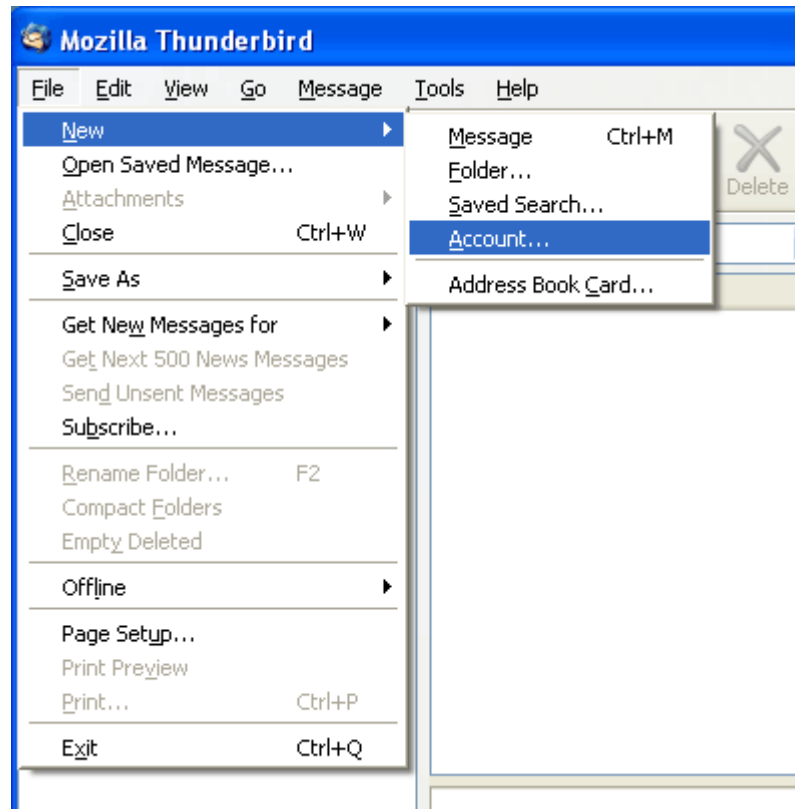 Mozilla Thunderbird
File Edit View Go Message Tools Help
New
Open Saved Message...
Attachments
Close Ctrl+W
Save As
Get New Messages for
Get Next 500 News Messages
Send Unsent Messages
Subscribe...
Rename Folder... F2
Compact Folders
Empty Deleted
Offline
Page Setup...
Print Preview
Print... Ctrl+P
Exit Ctrl+Q
Message Ctrl+M
Folder...
Saved Search...
Account...
Address Book Card...
Delete